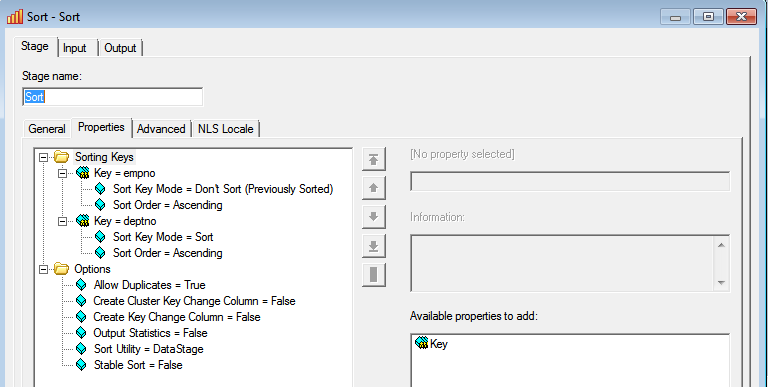 Sort - Sort
Stage Input Output
Stage name:
Sort
General Properties Advanced NLS Locale
Sorting Keys
Key = empno
Sort Key Mode = Don't Sort (Previously Sorted)
Sort Order = Ascending
Key = deptno
Sort Key Mode = Sort
Sort Order = Ascending
Options
Allow Duplicates = True
Create Cluster Key Change Column = False
Create Key Change Column = False
Output Statistics = False
Sort Utility = DataStage
Stable Sort = False
[No property selected]
Information:
Available properties to add:
Key